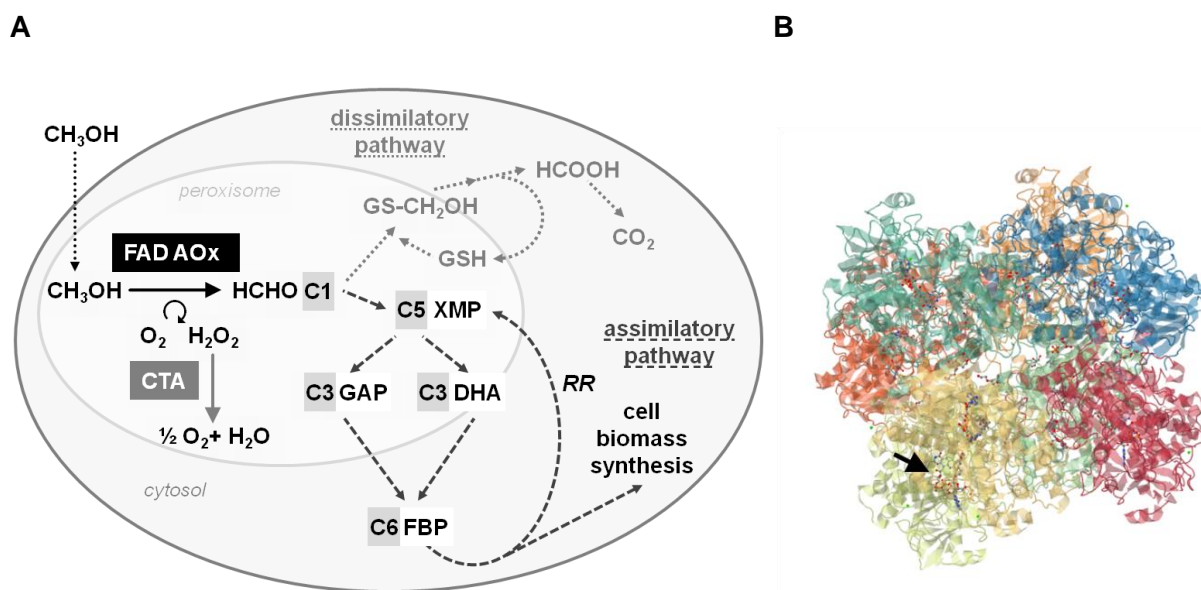 A
B
dissimilatory
pathway
CH₃OH
HCOOH
peroxisome
GS-CH₂OH
CO₂
FAD AOx
GSH
CH₃OH
HCHO C1
C5 XMP
O₂ H₂O₂
assimilatory
pathway
CTA
C3 GAP
C3 DHA
RR
cell
biomass
synthesis
½ O₂+ H₂O
cytosol
C6 FBP